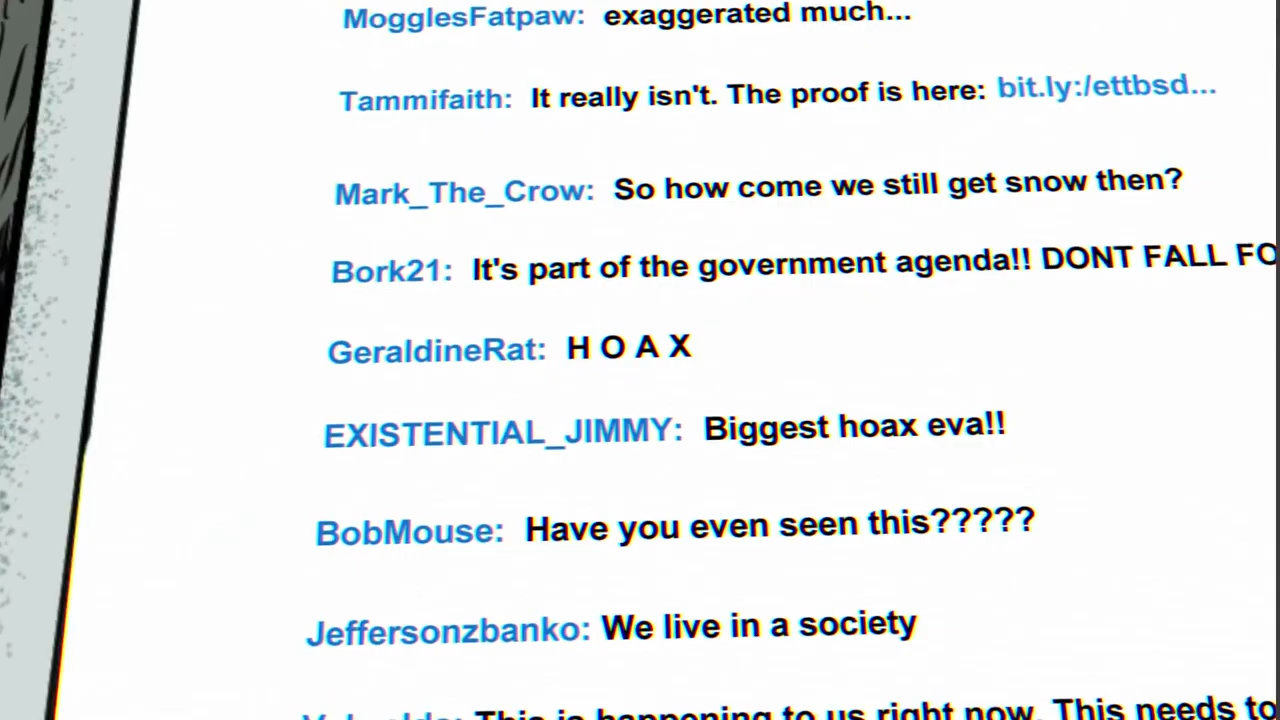 MogglesFatpaw: exaggerated much...
Tammifaith: It really isn't. The proof is here: bit.ly:/ettbsd...
Mark_The_Crow: So how come we still get snow then?
Bork21: It's part of the government agenda!! DONT FALL FO
GeraldineRat: H O A X
EXISTENTIAL_JIMMY: Biggest hoax eva!!
BobMouse: Have you even seen this?????
Jeffersonzbanko: We live in a society
This is happening to us right now. This needs to